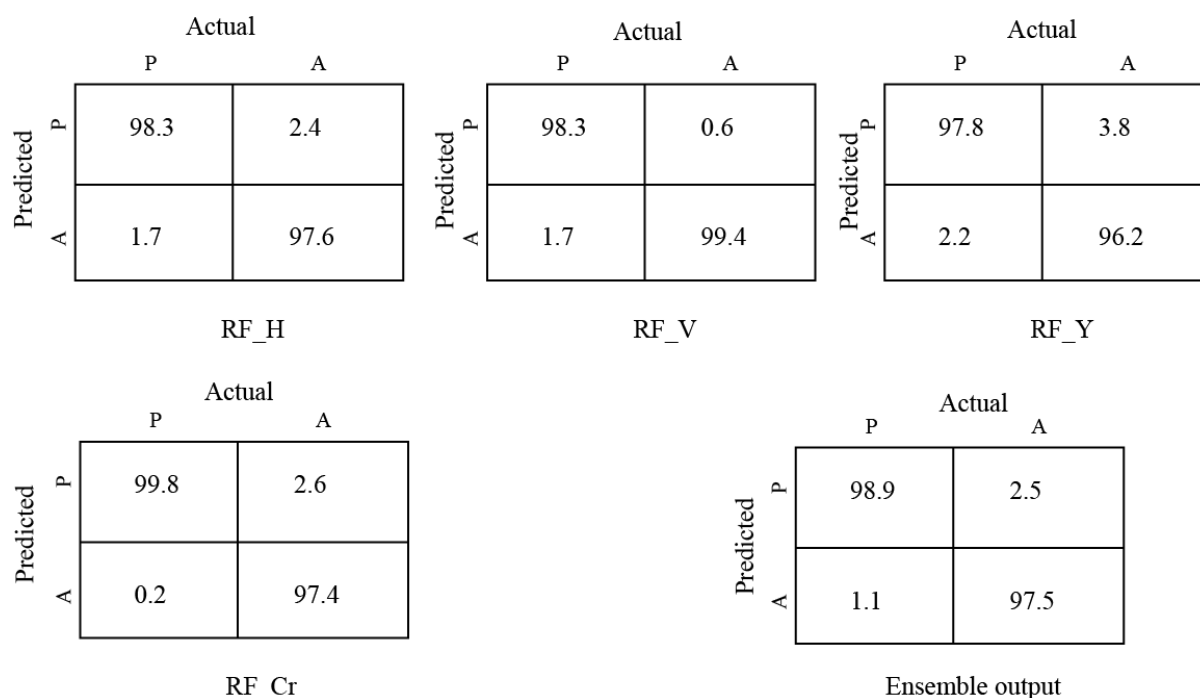 Actual
P A
Predicted
P 98.3 2.4
A 1.7 97.6
RF_H
Actual
P A
Predicted
P 98.3 0.6
A 1.7 99.4
RF_V
Actual
P A
Predicted
P 97.8 3.8
A 2.2 96.2
RF_Y
Actual
P A
Predicted
P 99.8 2.6
A 0.2 97.4
RF_Cr
Actual
P A
Predicted
P 98.9 2.5
A 1.1 97.5
Ensemble output